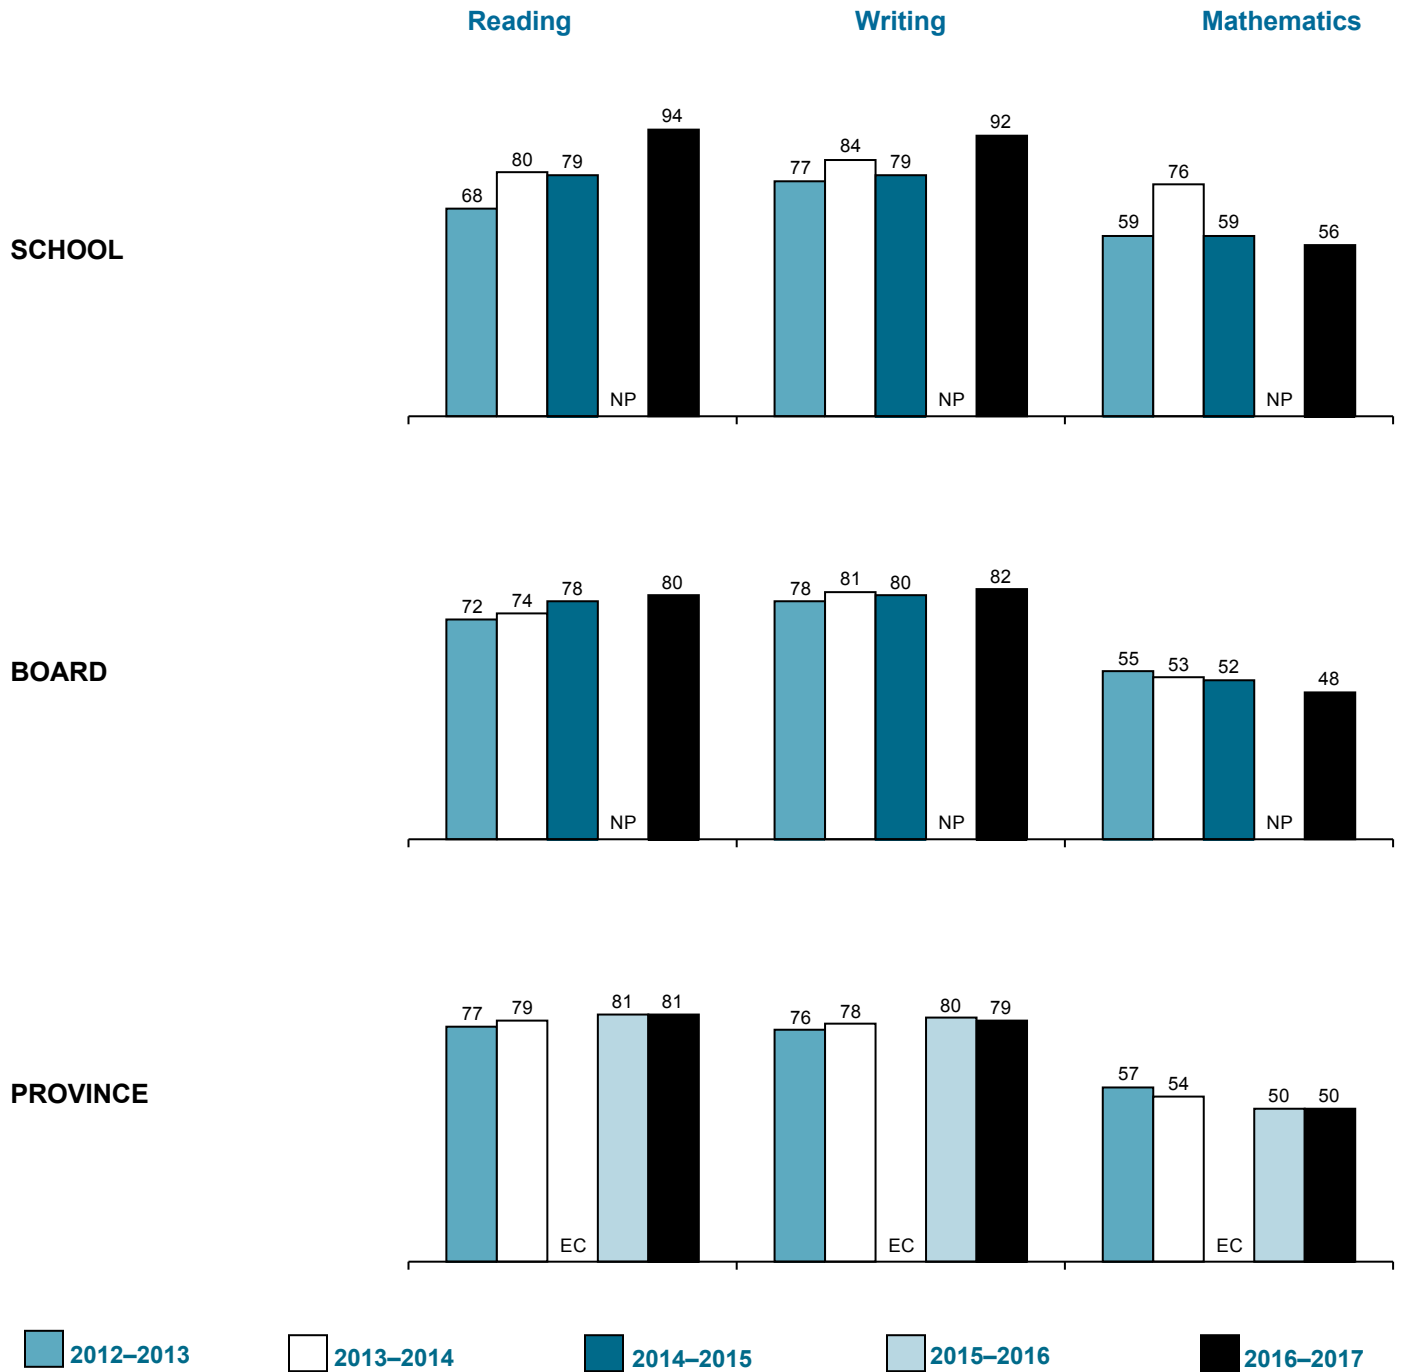 Reading Writing Mathematics
SCHOOL
68 80 79 NP 94
77 84 79 NP 92
59 76 59 NP 56
BOARD
72 74 78 NP 80
78 81 80 NP 82
55 53 52 NP 48
PROVINCE
77 79 EC 81 81
76 78 EC 80 79
57 54 EC 50 50
2012–2013 2013–2014 2014–2015 2015–2016 2016–2017